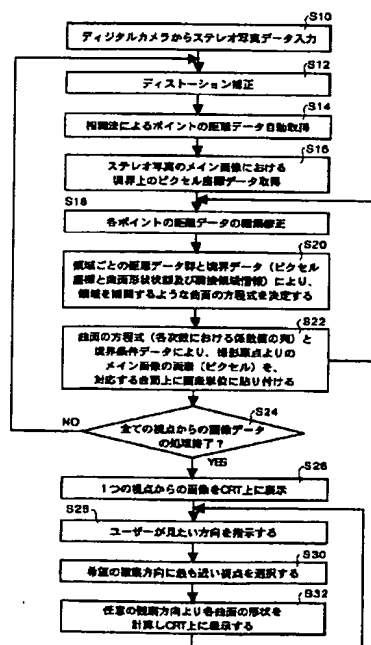 S10
ディジタルカメラからステレオ写真データ入力
S12
ディストーション修正
S14
相関法によるポイントの距離データ自動取得
S16
ステレオ写真のメイン画像における
境界上のピクセル座標データ取得
S18
各ポイントの距離データの編集修正
S20
領域ごとの距離データ群と境界データ(ピクセル
座標と曲面形状状態及び隣接領域情報)により、
領域を補間するような曲面の方程式を決定する
S22
曲面の方程式(各次数における係数値の列)と
境界条件データにより、撮影原点よりの
メイン画像の画素(ピクセル)を、
対応する曲面上に画素単位に貼り付ける
S24
全ての視点からの画像データ
の処理終了?
NO
YES
S26
1つの視点からの画像をCRT上に表示
S28
ユーザーが見たい方向を指示する
S30
希望の観察方向に最も近い視点を選択する
S32
任意の観察方向より各曲面の形状を
計算しCRT上に表示する